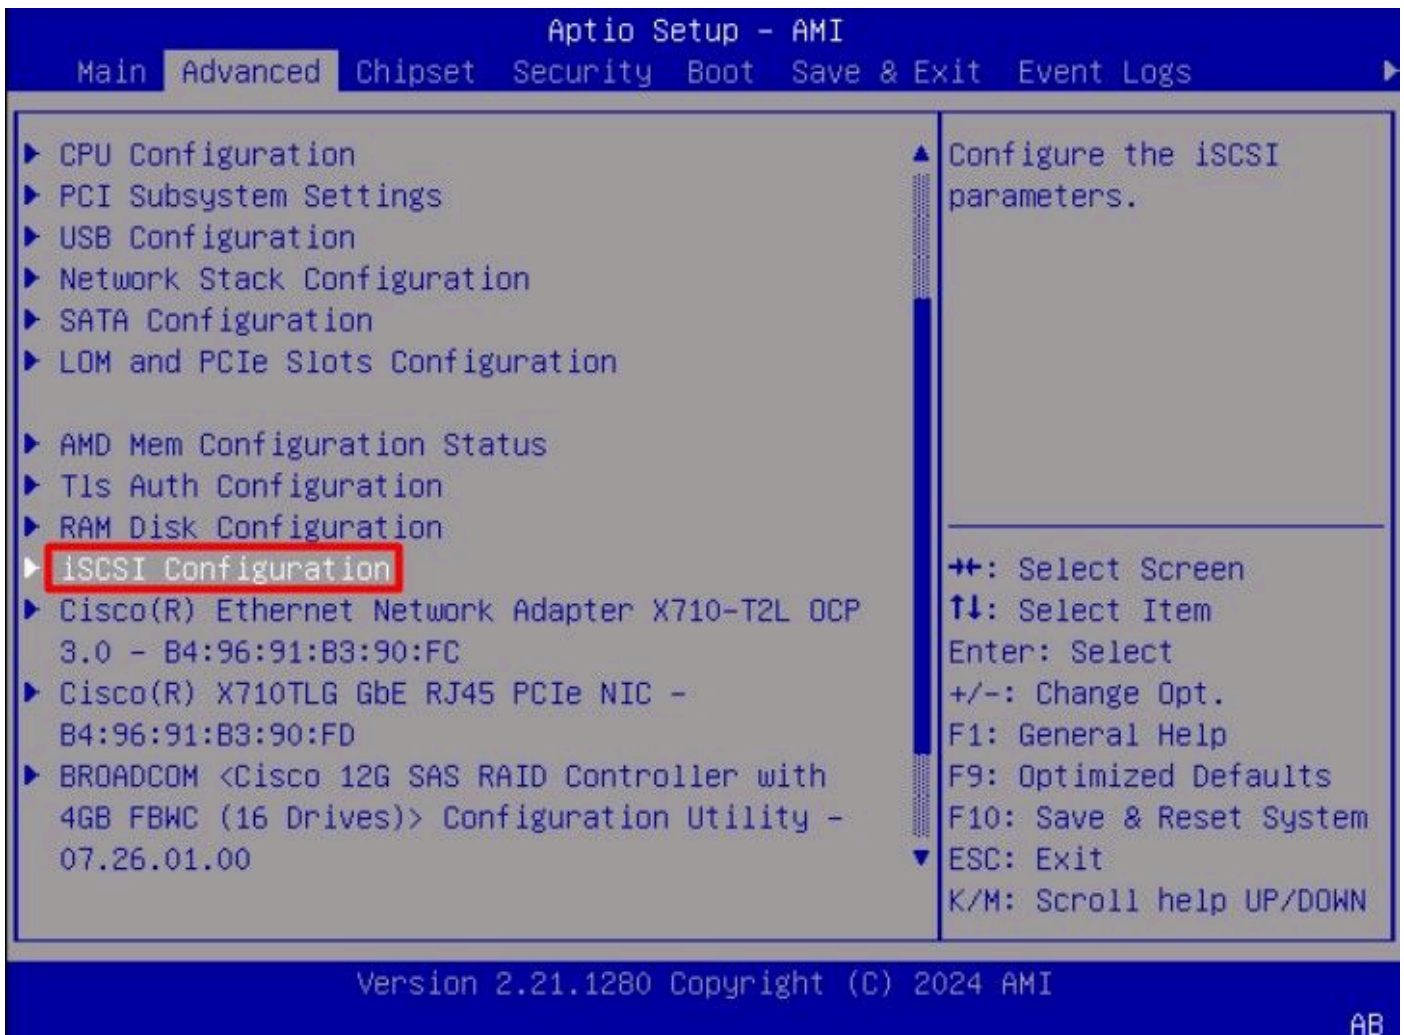 Aptio Setup – AMI
Main Advanced Chipset Security Boot Save & Exit Event Logs
CPU Configuration
PCI Subsystem Settings
USB Configuration
Network Stack Configuration
SATA Configuration
LOM and PCIe Slots Configuration
AMD Mem Configuration Status
Tls Auth Configuration
RAM Disk Configuration
iSCSI Configuration
Cisco(R) Ethernet Network Adapter X710-T2L OCP
3.0 – B4:96:91:B3:90:FC
Cisco(R) X710TLG GbE RJ45 PCIe NIC –
B4:96:91:B3:90:FD
BROADCOM <Cisco 12G SAS RAID Controller with
4GB FBWC (16 Drives)> Configuration Utility –
07.26.01.00
Configure the iSCSI
parameters.
→←: Select Screen
↑↓: Select Item
Enter: Select
+/-: Change Opt.
F1: General Help
F9: Optimized Defaults
F10: Save & Reset System
ESC: Exit
K/M: Scroll help UP/DOWN
Version 2.21.1280 Copyright (C) 2024 AMI
AB